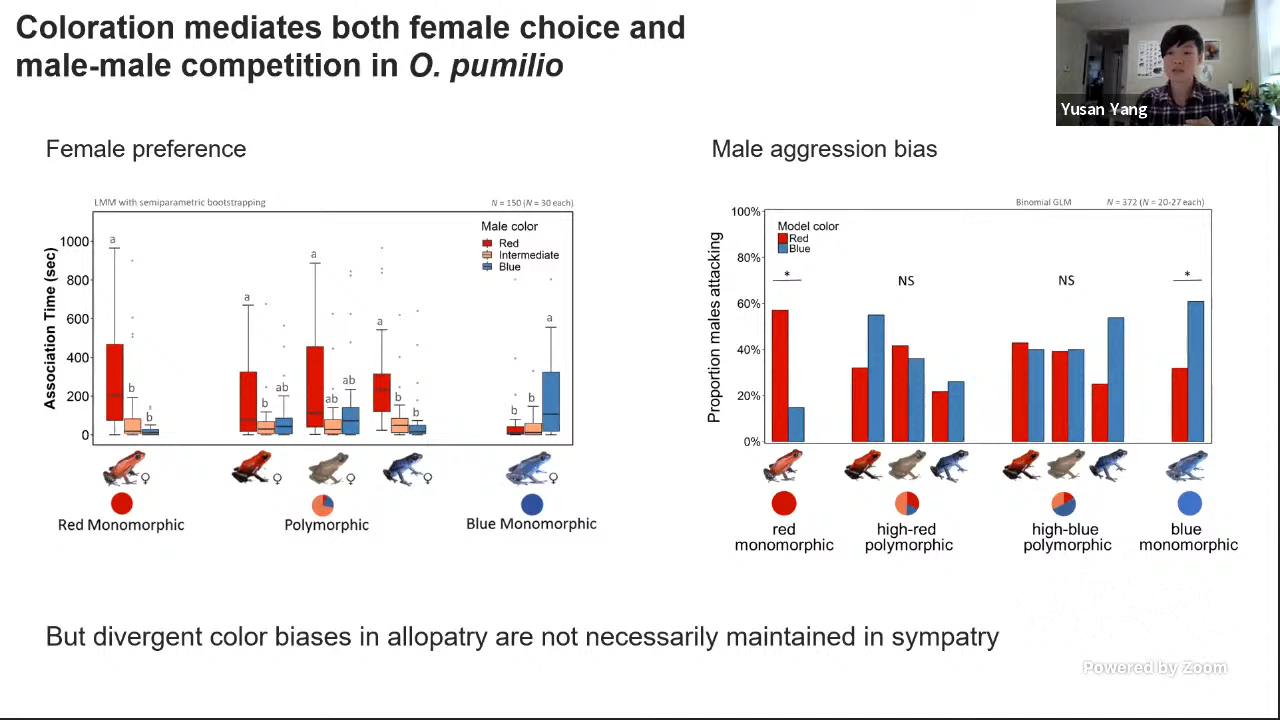 Coloration mediates both female choice and
male-male competition in O. pumilio
Yusan Yang
Female preference
LMM with semiparametric bootstrapping
N = 150 (N = 30 each)
Association Time (sec)
1000
800
600
400
200
0
Male color
Red
Intermediate
Blue
a
b
b
a
b
ab
a
ab
ab
a
b
b
b
b
a
♀
♀
♀
♀
♀
Red Monomorphic
Polymorphic
Blue Monomorphic
Male aggression bias
Binomial GLM
N = 372 (N = 20-27 each)
Proportion males attacking
100%
80%
60%
40%
20%
0%
Model color
Red
Blue
*
NS
NS
*
red
monomorphic
high-red
polymorphic
high-blue
polymorphic
blue
monomorphic
But divergent color biases in allopatry are not necessarily maintained in sympatry
Powered by Zoom